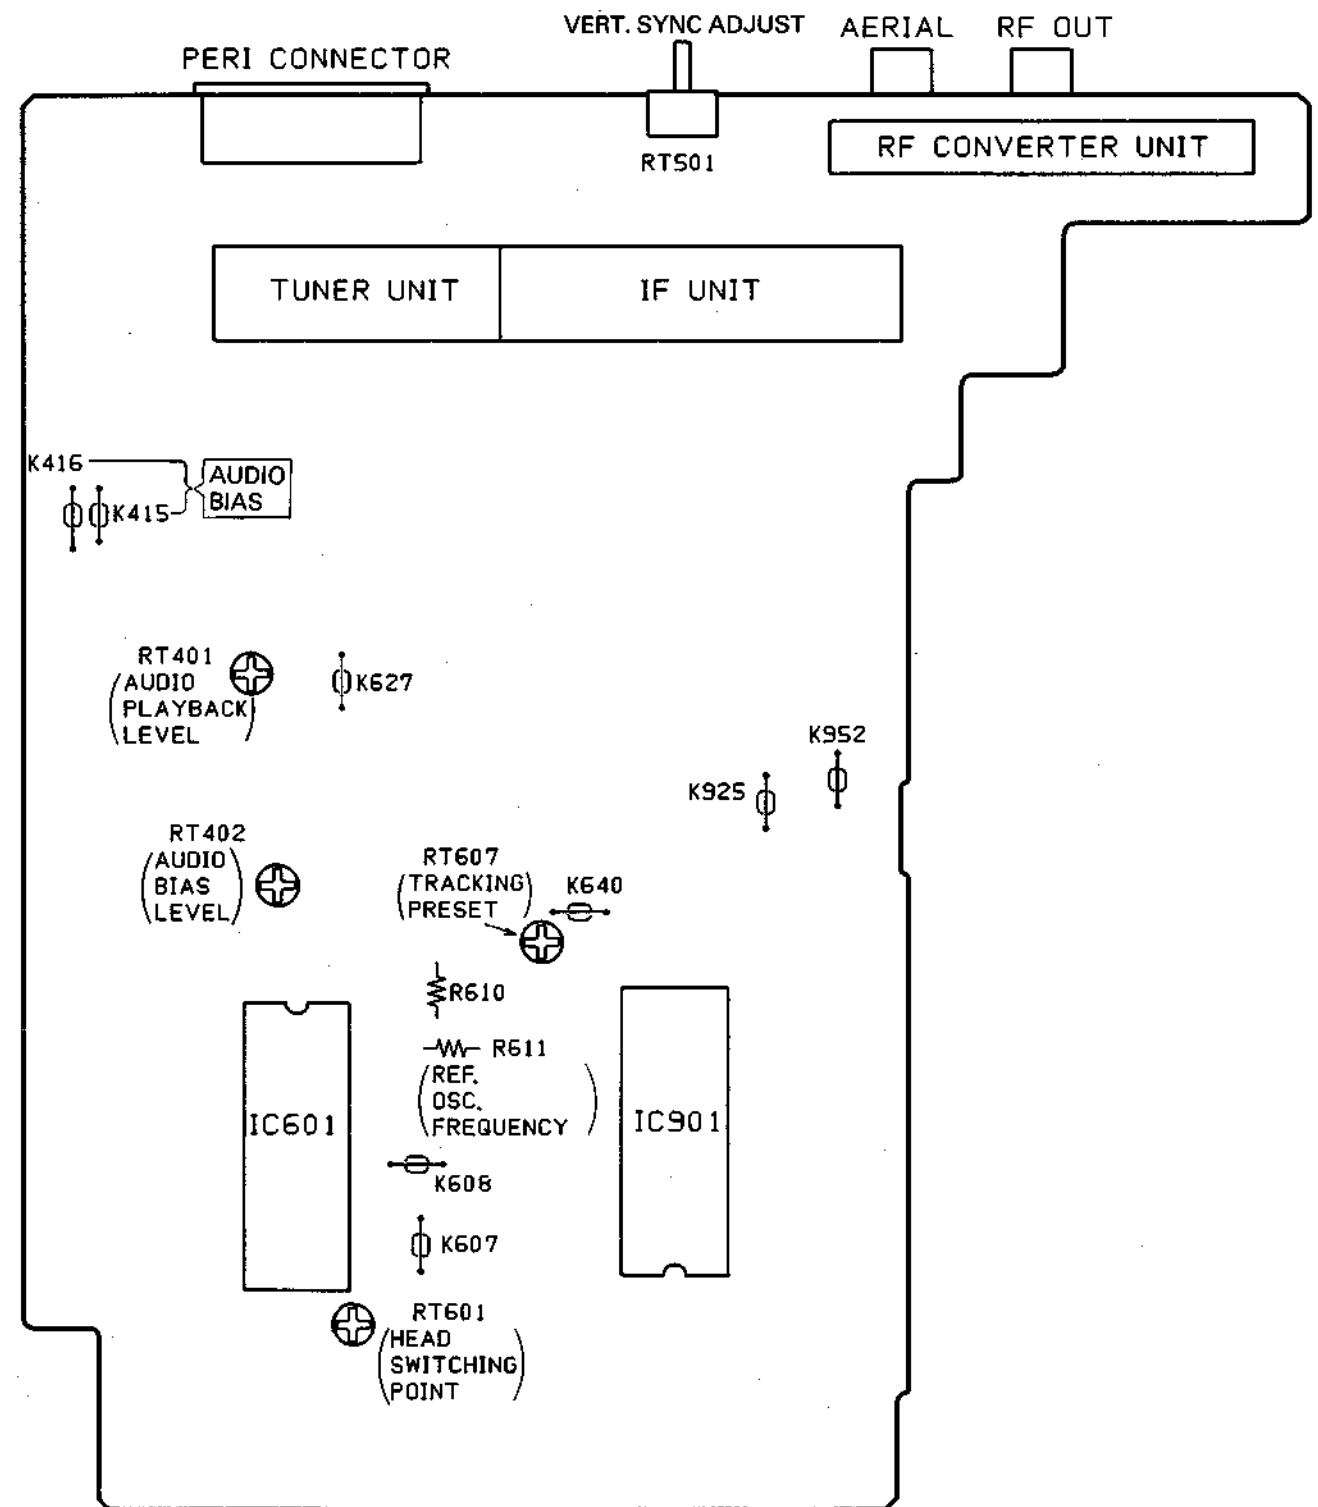 VERT. SYNC ADJUST
AERIAL
RF OUT
PERI CONNECTOR
RT501
RF CONVERTER UNIT
TUNER UNIT
IF UNIT
K416
AUDIO
BIAS
K415
RT401
(AUDIO
PLAYBACK
LEVEL)
K627
K952
K925
RT402
(AUDIO
BIAS
LEVEL)
RT607
(TRACKING
PRESET)
K640
R610
R611
(REF.
OSC.
FREQUENCY)
IC601
IC901
K608
K607
RT601
(HEAD
SWITCHING
POINT)